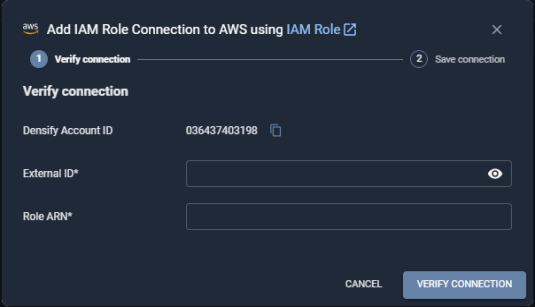 aws Add IAM Role Connection to AWS using IAM Role
1 Verify connection 2 Save connection
Verify connection
Densify Account ID 036437403198
External ID*
Role ARN*
CANCEL VERIFY CONNECTION